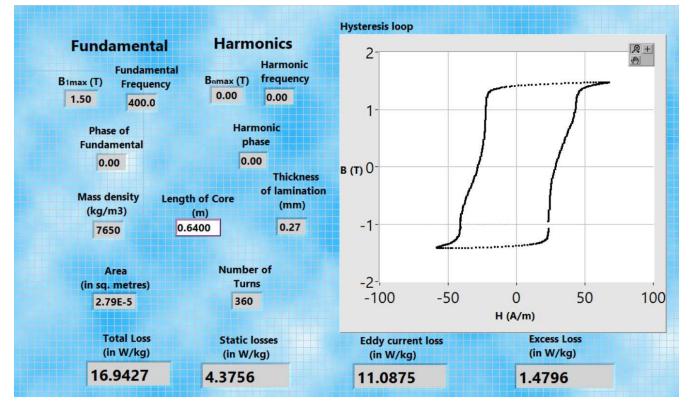 Hysteresis loop
Fundamental
Harmonics
B1max (T)
Fundamental
Frequency
Bnmax (T)
Harmonic
frequency
1.50
400.0
0.00
0.00
Phase of
Fundamental
0.00
Harmonic
phase
0.00
Mass density
(kg/m3)
7650
Length of Core
(m)
0.6400
Thickness
of lamination
(mm)
0.27
Area
(in sq. metres)
2.79E-5
Number of
Turns
360
B (T)
2
1
0
-1
-2
-100
-50
0
50
100
H (A/m)
Total Loss
(in W/kg)
16.9427
Static losses
(in W/kg)
4.3756
Eddy current loss
(in W/kg)
11.0875
Excess Loss
(in W/kg)
1.4796